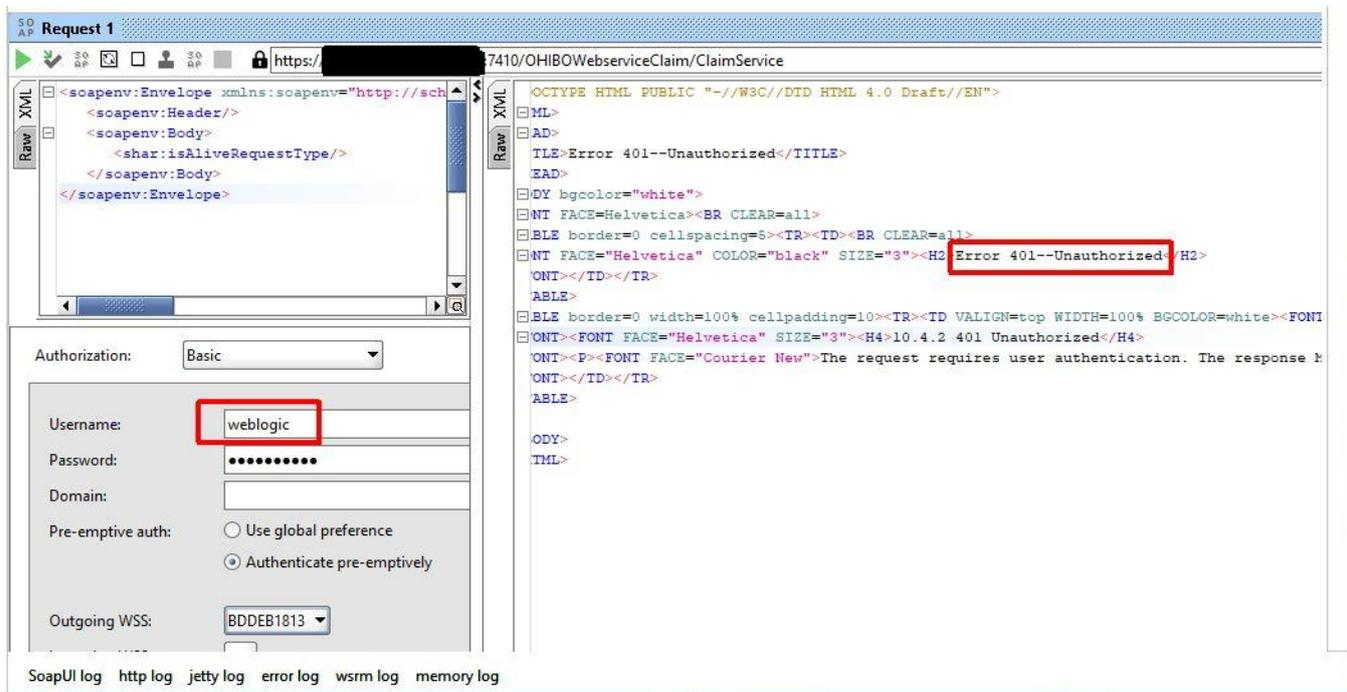 SOAP Request 1
https:/ :7410/OHIBOWebserviceClaim/ClaimService
XML
Raw
<soapenv:Envelope xmlns:soapenv="http://sch
<soapenv:Header/>
<soapenv:Body>
<shar:isAliveRequestType/>
</soapenv:Body>
</soapenv:Envelope>
Authorization: Basic
Username: weblogic
Password: ••••••••••
Domain:
Pre-emptive auth: Use global preference
Authenticate pre-emptively
Outgoing WSS: BDDEB1813
XML
Raw
OCTYPE HTML PUBLIC "-//W3C//DTD HTML 4.0 Draft//EN">
ML>
AD>
TLE>Error 401--Unauthorized</TITLE>
EAD>
DY bgcolor="white">
NT FACE=Helvetica><BR CLEAR=all>
BLE border=0 cellspacing=5><TR><TD><BR CLEAR=all>
NT FACE="Helvetica" COLOR="black" SIZE="3"><H2>Error 401--Unauthorized</H2>
ONT></TD></TR>
ABLE>
BLE border=0 width=100% cellpadding=10><TR><TD VALIGN=top WIDTH=100% BGCOLOR=white><FONT
ONT><FONT FACE="Helvetica" SIZE="3"><H4>10.4.2 401 Unauthorized</H4>
ONT><P><FONT FACE="Courier New">The request requires user authentication. The response M
ONT></TD></TR>
ABLE>
ODY>
TML>
SoapUI log http log jetty log error log wsrm log memory log